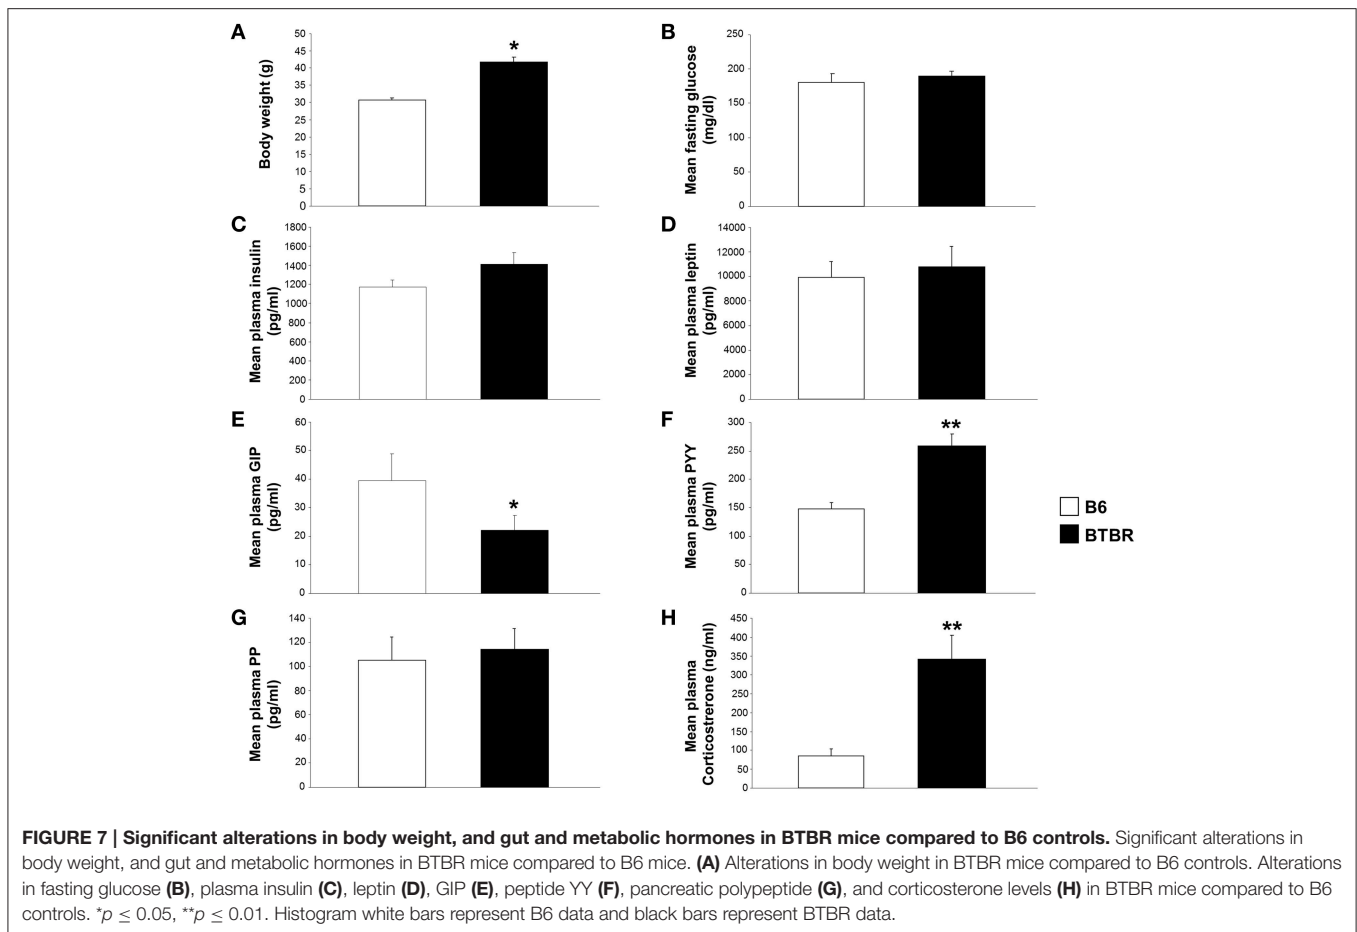 A
Body weight (g)
50
45
40
35
30
25
20
15
10
5
0
*
B
Mean fasting glucose
(mg/dl)
250
200
150
100
50
0
C
Mean plasma insulin
(pg/ml)
1800
1600
1400
1200
1000
800
600
400
200
0
D
Mean plasma leptin
(pg/ml)
14000
12000
10000
8000
6000
4000
2000
0
E
Mean plasma GIP
(pg/ml)
60
50
40
30
20
10
0
*
F
Mean plasma PYY
(pg/ml)
300
250
200
150
100
50
0
**
B6
BTBR
G
Mean plasma PP
(pg/ml)
140
120
100
80
60
40
20
0
H
Mean plasma
Corticostrerone (ng/ml)
450
400
350
300
250
200
150
100
50
0
**
FIGURE 7 | Significant alterations in body weight, and gut and metabolic hormones in BTBR mice compared to B6 controls. Significant alterations in
body weight, and gut and metabolic hormones in BTBR mice compared to B6 mice. (A) Alterations in body weight in BTBR mice compared to B6 controls. Alterations
in fasting glucose (B), plasma insulin (C), leptin (D), GIP (E), peptide YY (F), pancreatic polypeptide (G), and corticosterone levels (H) in BTBR mice compared to B6
controls. *p ≤ 0.05, **p ≤ 0.01. Histogram white bars represent B6 data and black bars represent BTBR data.